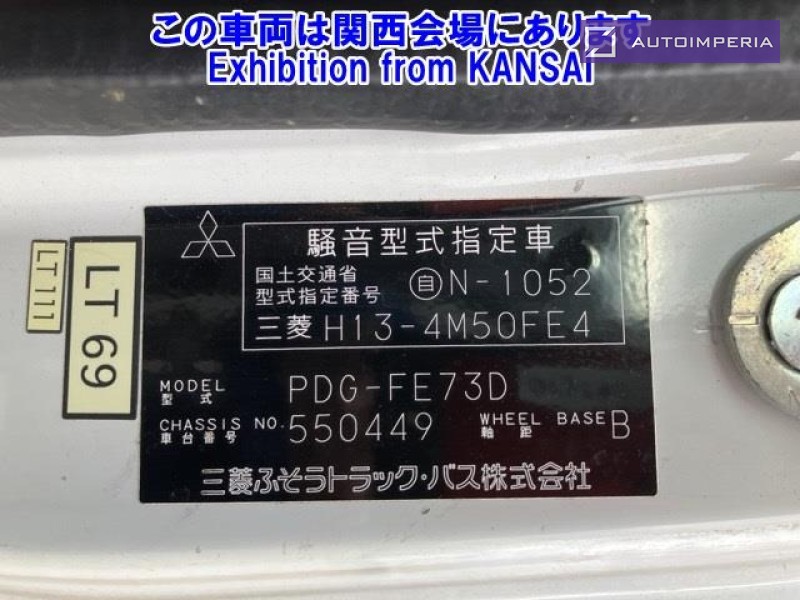 この車両は関西会場にあります
AUTOIMPERIA
Exhibition from KANSAI
騒音型式指定車
国土交通省
型式指定番号
自 N-1052
三菱 H13-4M50FE4
LT111
LT 69
MODEL
型式
PDG-FE73D
CHASSIS NO.
車台番号
550449
WHEEL BASE
軸距
B
三菱ふそうトラック・バス株式会社